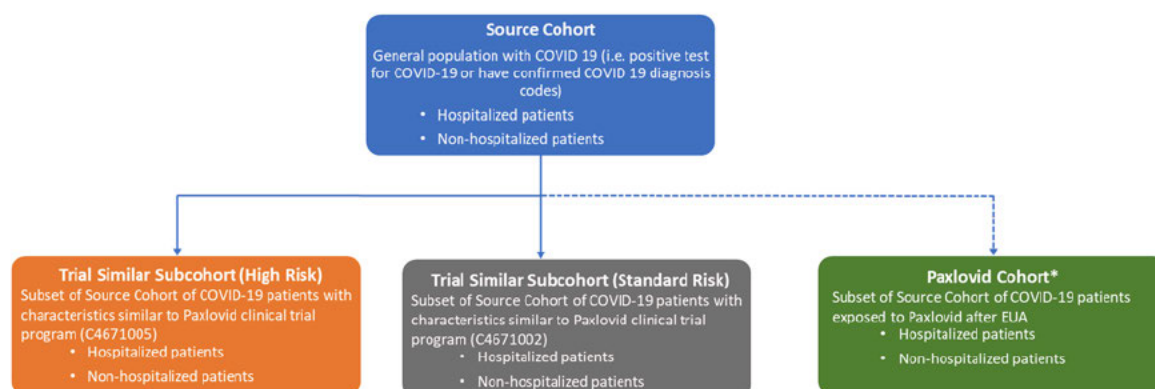 Source Cohort
General population with COVID 19 (i.e. positive test
for COVID-19 or have confirmed COVID 19 diagnosis
codes)
• Hospitalized patients
• Non-hospitalized patients
Trial Similar Subcohort (High Risk)
Subset of Source Cohort of COVID-19 patients with
characteristics similar to Paxlovid clinical trial
program (C4671005)
• Hospitalized patients
• Non-hospitalized patients
Trial Similar Subcohort (Standard Risk)
Subset of Source Cohort of COVID-19 patients with
characteristics similar to Paxlovid clinical trial
program (C4671002)
• Hospitalized patients
• Non-hospitalized patients
Paxlovid Cohort*
Subset of Source Cohort of COVID-19 patients
exposed to Paxlovid after EUA
• Hospitalized patients
• Non-hospitalized patients